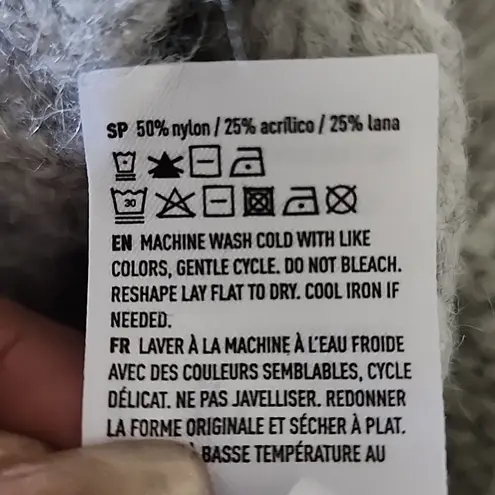 SP 50% nylon / 25% acrílico / 25% lana
30
EN MACHINE WASH COLD WITH LIKE
COLORS, GENTLE CYCLE. DO NOT BLEACH.
RESHAPE LAY FLAT TO DRY. COOL IRON IF
NEEDED.
FR LAVER À LA MACHINE À L'EAU FROIDE
AVEC DES COULEURS SEMBLABLES, CYCLE
DÉLICAT. NE PAS JAVELLISER. REDONNER
LA FORME ORIGINALE ET SÉCHER À PLAT.
À BASSE TEMPÉRATURE AU